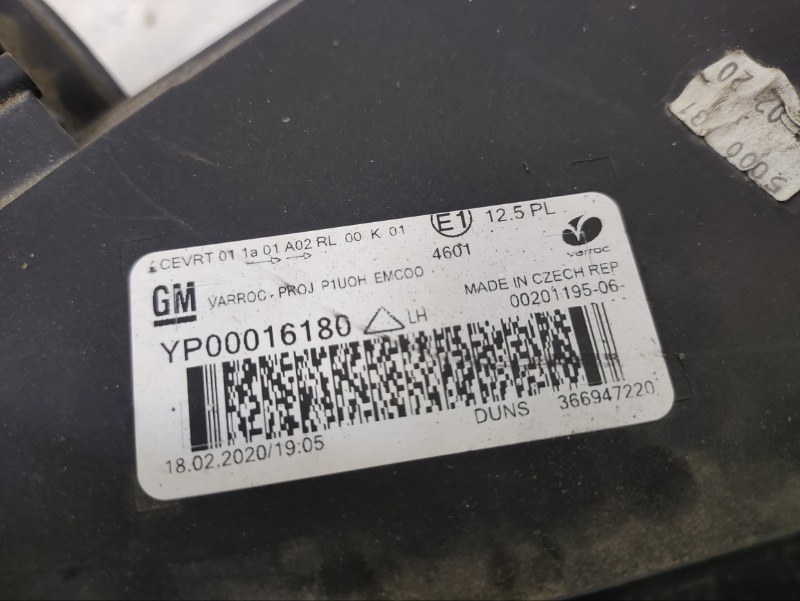 CEVRT 01 1a 01 A02 RL 00 K 01
E1
12.5 PL
4601
varroc
GM
VARROC - PROJ P1UOH EMC00
MADE IN CZECH REP
00201195-06-
YP00016180
LH
DUNS 366947220
18.02.2020/19:05